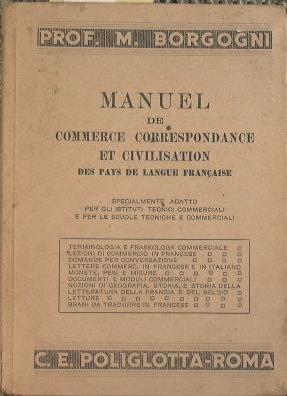 PROF. M. BORGOGNI
MANUEL
DE
COMMERCE CORRESPONDANCE
ET CIVILISATION
DES PAYS DE LANGUE FRANÇAISE
SPECIALMENTE ADATTO
PER GLI ISTITUTI TECNICI COMMERCIALI
E PER LE SCUOLE TECNICHE E COMMERCIALI
TERMINOLOGIA E FRASEOLOGIA COMMERCIALE
LEZIONI DI COMMERCIO IN FRANCESE
DOMANDE PER CONVERSAZIONE
LETTERE COMMERC. IN FRANCESE E IN ITALIANO
MONETE, PESI E MISURE
DOCUMENTI E MODULI COMMERCIALI
NOZIONI DI GEOGRAFIA, STORIA, E STORIA DELLA
LETTERATURA DELLA FRANCIA E DEL BELGIO
LETTURE
BRANI DA TRADURRE IN FRANCESE
C. E. POLIGLOTTA-ROMA